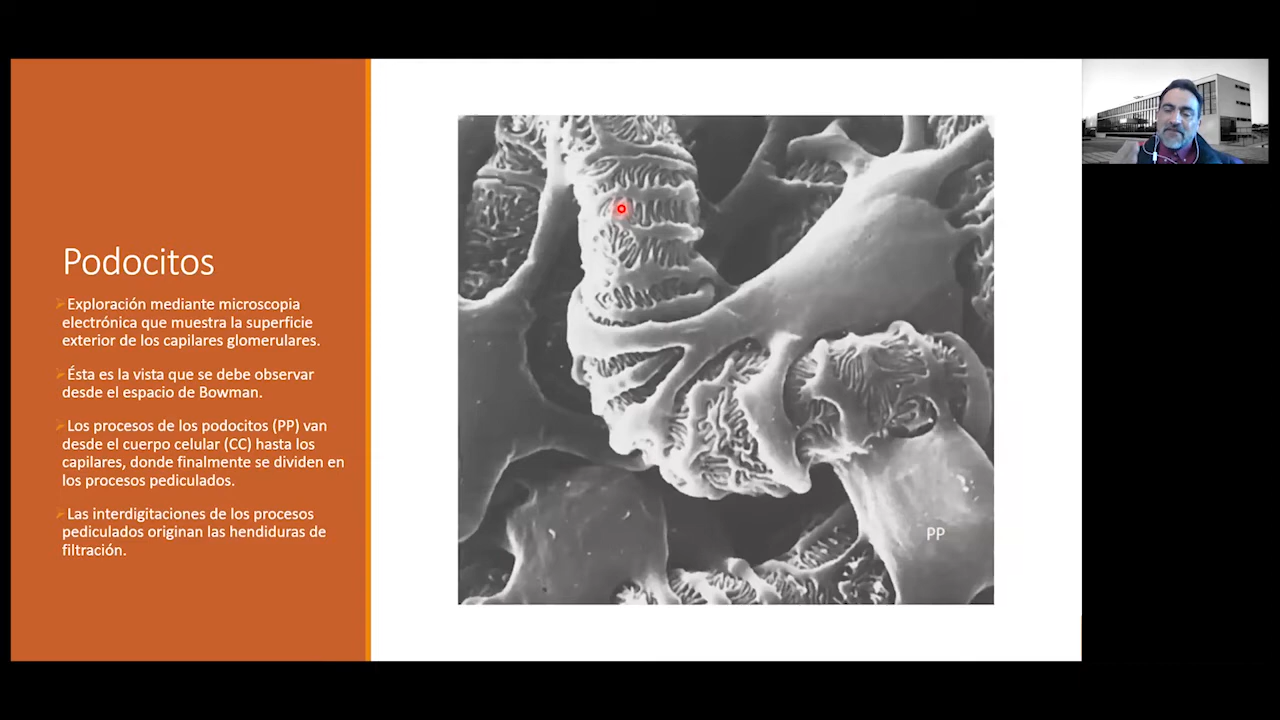 Podocitos
Exploración mediante microscopia
electrónica que muestra la superficie
exterior de los capilares glomerulares.
Ésta es la vista que se debe observar
desde el espacio de Bowman.
Los procesos de los podocitos (PP) van
desde el cuerpo celular (CC) hasta los
capilares, donde finalmente se dividen en
los procesos pediculados.
Las interdigitaciones de los procesos
pediculados originan las hendiduras de
filtración.
PP